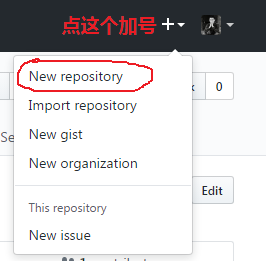 点这个加号
New repository
k 0
Import repository
Se
New gist
New organization
Edit
This repository
New issue